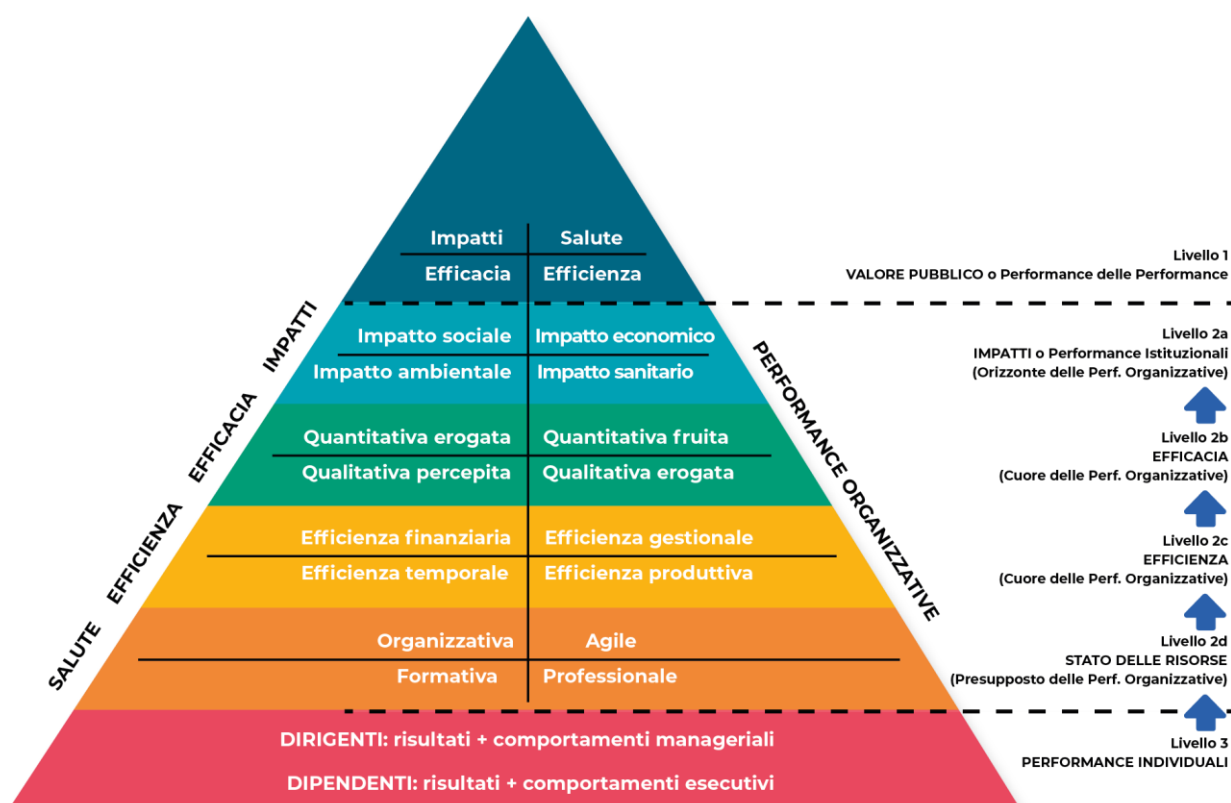 Impatti
Salute
Efficacia
Efficienza
Livello 1
VALORE PUBBLICO o Performance delle Performance
IMPATTI
Impatto sociale
Impatto economico
Impatto ambientale
Impatto sanitario
Livello 2a
IMPATTI o Performance Istituzionali
(Orizzonte delle Perf. Organizzative)
EFFICACIA
Quantitativa erogata
Quantitativa fruita
Qualitativa percepita
Qualitativa erogata
PERFORMANCE ORGANIZZATIVE
Livello 2b
EFFICACIA
(Cuore delle Perf. Organizzative)
EFFICIENZA
Efficienza finanziaria
Efficienza gestionale
Efficienza temporale
Efficienza produttiva
Livello 2c
EFFICIENZA
(Cuore delle Perf. Organizzative)
SALUTE
Organizzativa
Agile
Formativa
Professionale
Livello 2d
STATO DELLE RISORSE
(Presupposto delle Perf. Organizzative)
DIRIGENTI: risultati + comportamenti manageriali
DIPENDENTI: risultati + comportamenti esecutivi
Livello 3
PERFORMANCE INDIVIDUALI